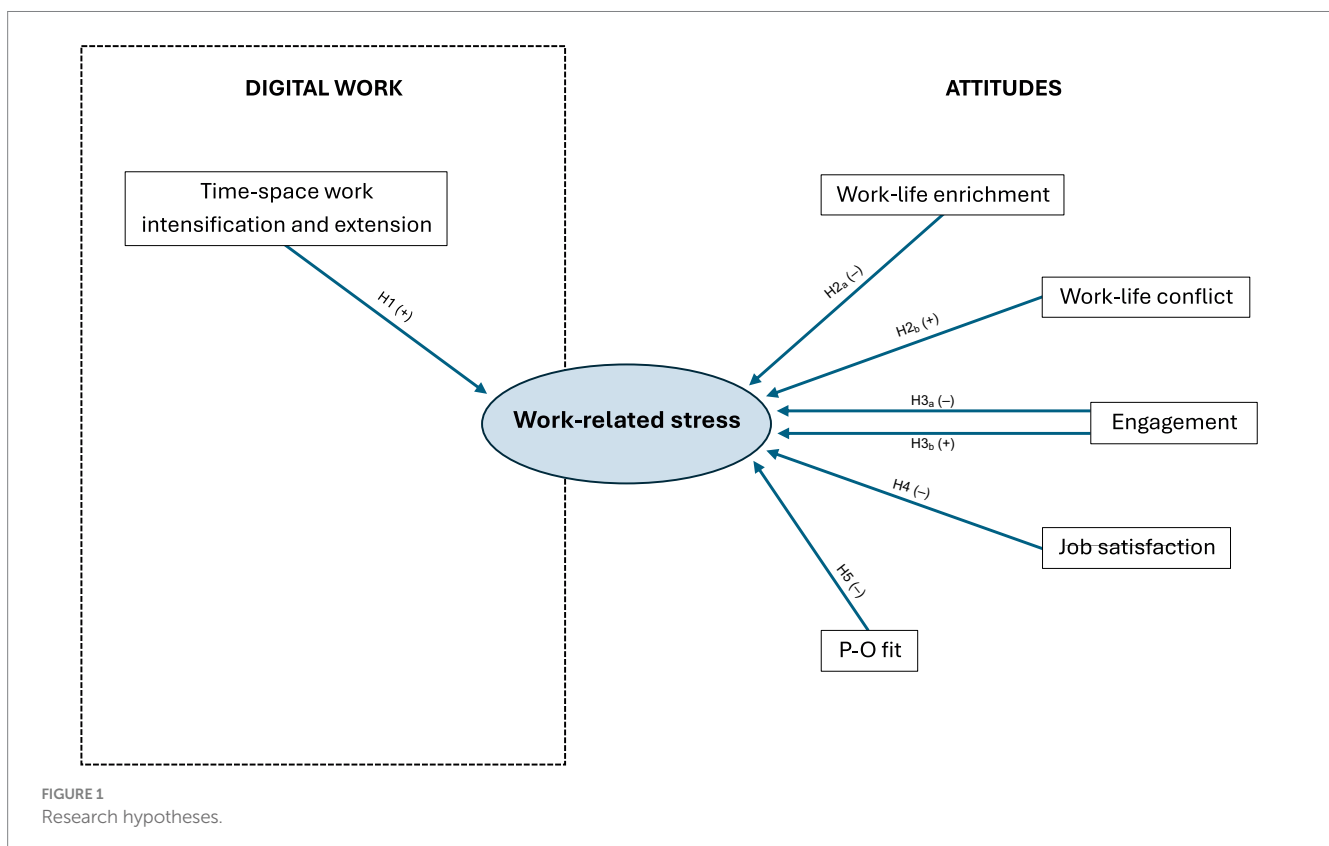 DIGITAL WORK
ATTITUDES
Time-space work
intensification and extension
Work-life enrichment
Work-life conflict
Engagement
Job satisfaction
P-O fit
Work-related stress
H1 (+)
H2a (–)
H2b (+)
H3a (–)
H3b (+)
H4 (–)
H5 (–)
FIGURE 1
Research hypotheses.